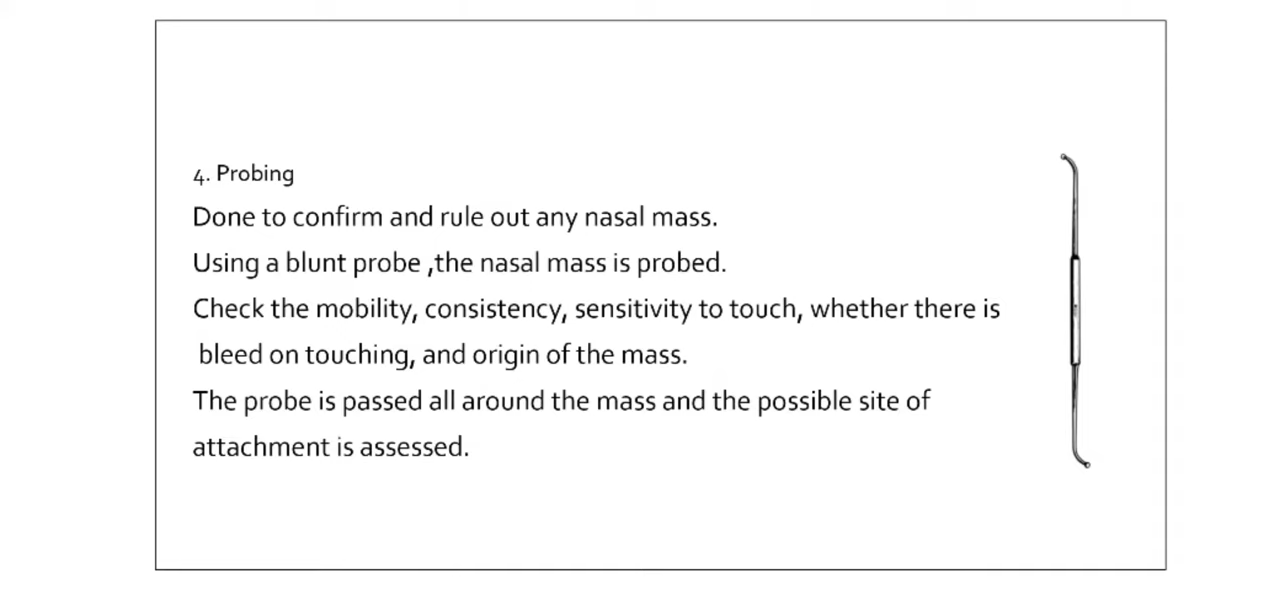 4. Probing
Done to confirm and rule out any nasal mass.
Using a blunt probe ,the nasal mass is probed.
Check the mobility, consistency, sensitivity to touch, whether there is
bleed on touching, and origin of the mass.
The probe is passed all around the mass and the possible site of
attachment is assessed.